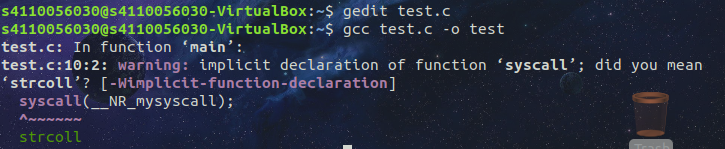 s4110056030@s4110056030-VirtualBox:~$ gedit test.c
s4110056030@s4110056030-VirtualBox:~$ gcc test.c -o test
test.c: In function ‘main’:
test.c:10:2: warning: implicit declaration of function ‘syscall’; did you mean
‘strcoll’? [-Wimplicit-function-declaration]
  syscall(__NR_mysyscall);
  ^~~~~~~
  strcoll
Trash